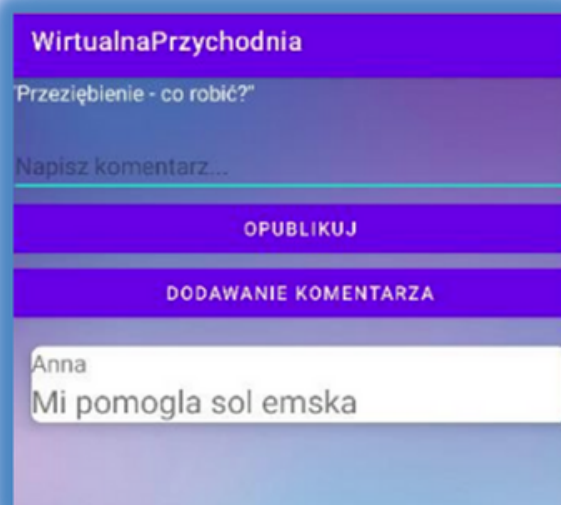 WirtualnaPrzychodnia
"Przeziębienie - co robić?"
Napisz komentarz...
OPUBLIKUJ
DODAWANIE KOMENTARZA
Anna
Mi pomogla sol emska